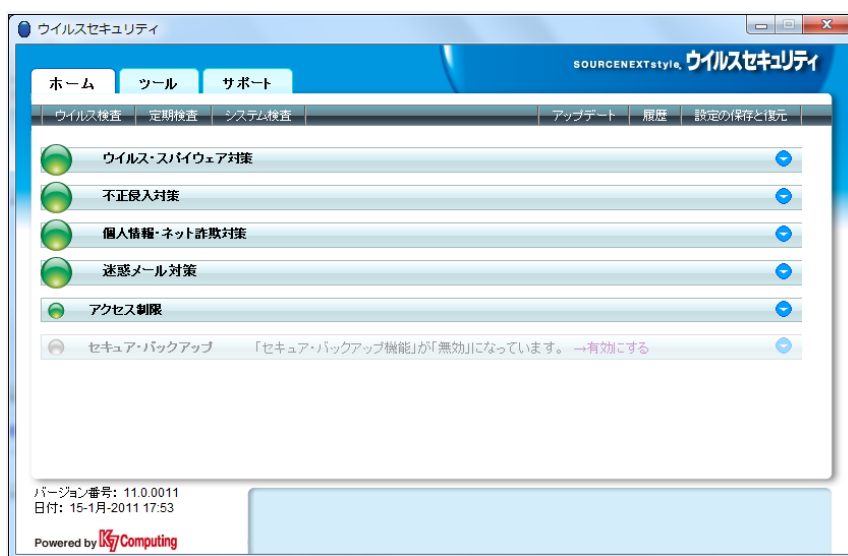 ウイルスセキュリティ
SOURCENEXTstyle. ウイルスセキュリティ
ホーム ツール サポート
ウイルス検査 定期検査 システム検査 アップデート 履歴 設定の保存と復元
ウイルス・スパイウェア対策
不正侵入対策
個人情報・ネット詐欺対策
迷惑メール対策
アクセス制限
セキュア・バックアップ 「セキュア・バックアップ機能」が「無効」になっています。 →有効にする
バージョン番号: 11.0.0011
日付: 15-1月-2011 17:53
Powered by K7 Computing